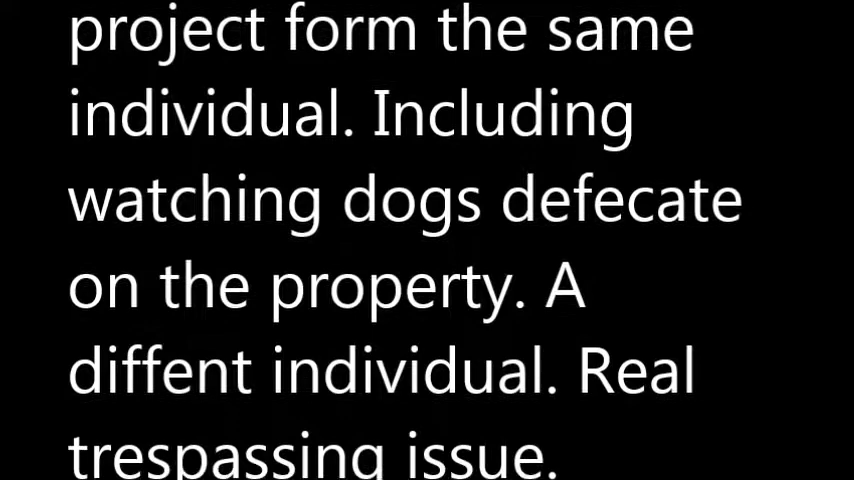 project form the same
individual. Including
watching dogs defecate
on the property. A
diffent individual. Real
trespassing issue.